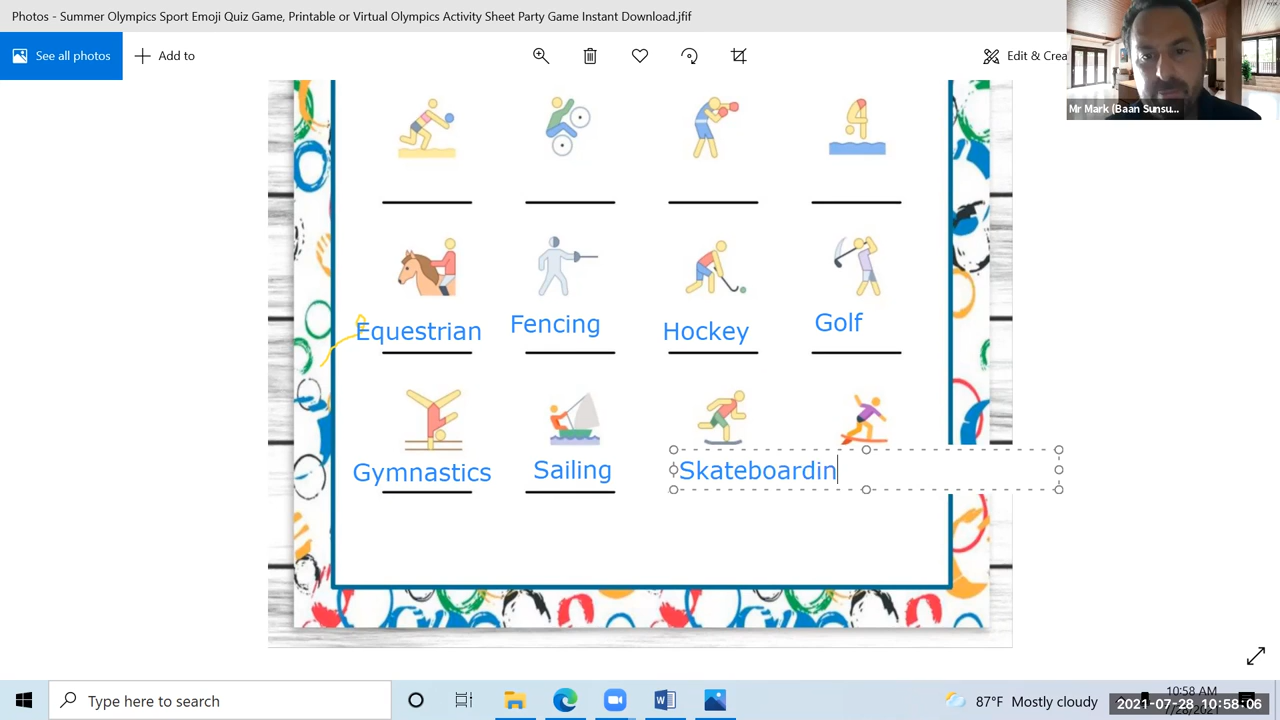 Photos - Summer Olympics Sport Emoji Quiz Game, Printable or Virtual Olympics Activity Sheet Party Game Instant Download.jfif
See all photos
Add to
Edit & Crea
Mr Mark (Baan Sunsu...
Equestrian Fencing Hockey Golf
Gymnastics Sailing Skateboardin
Type here to search
87°F Mostly cloudy
10:58 AM
2021-07-28 10:58:06